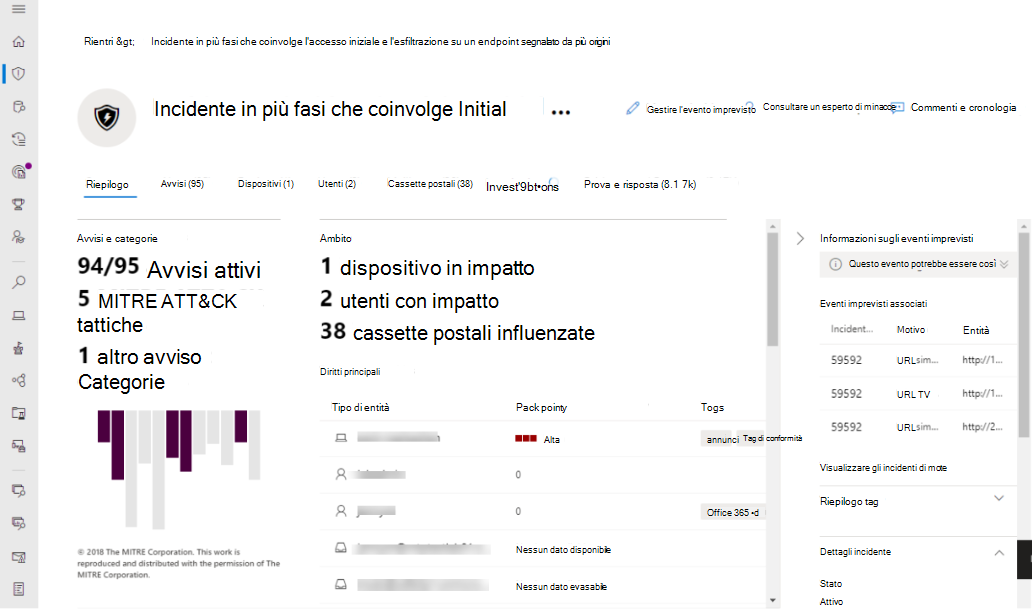 Rientri &gt; Incidente in più fasi che coinvolge l'accesso iniziale e l'esfiltrazione su un endpoint segnalato da più origini
Incidente in più fasi che coinvolge Initial
Gestire l'evento imprevisto
Consultare un esperto di minacce
Commenti e cronologia
Riepilogo
Avvisi (95)
Dispositivi (1)
Utenti (2)
Cassette postali (38)
Invest'9bt•ons
Prova e risposta (8.1 7k)
Avvisi e categorie
94/95 Avvisi attivi
5 MITRE ATT&CK
tattiche
1 altro avviso
Categorie
© 2018 The MITRE Corporation. This work is
reproduced and distributed with the permission of The
MITRE Corporation.
Ambito
1 dispositivo in impatto
2 utenti con impatto
38 cassette postali influenzate
Diritti principali
Tipo di entità Pack pointy Togs
Alta annunci Tag di conformità
0
0 Office 365 •d
Nessun dato disponibile
Nessun dato evasabile
Informazioni sugli eventi imprevisti
Questo evento potrebbe essere così
Eventi imprevisti associati
Incident... Motivo Entità
59592 URLsim... http://1...
59592 URL TV http://1...
59592 URLsim... http://2...
Visualizzare gli incidenti di mote
Riepilogo tag
Dettagli incidente
Stato
Attivo